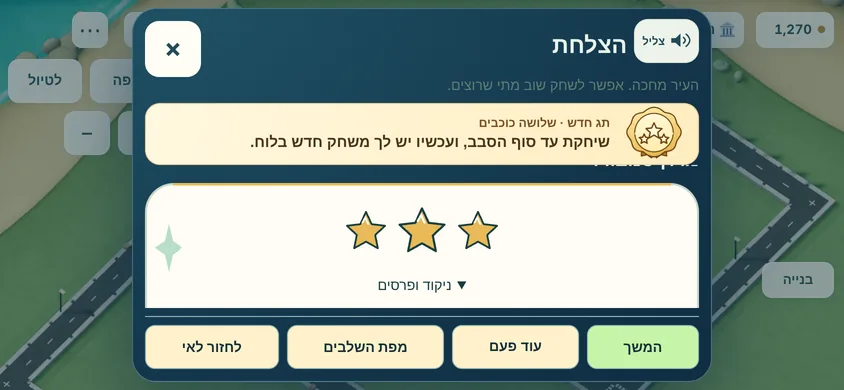 1,270
צליל
הצלחת
העיר מחכה. אפשר לשחק שוב מתי שרוצים.
לטיול
פה
תג חדש · שלושה כוכבים
שיחקת עד סוף הסבב, ועכשיו יש לך משחק חדש בלוח.
בנייה
▼ ניקוד ופרסים
המשך
עוד פעם
מפת השלבים
לחזור לאי